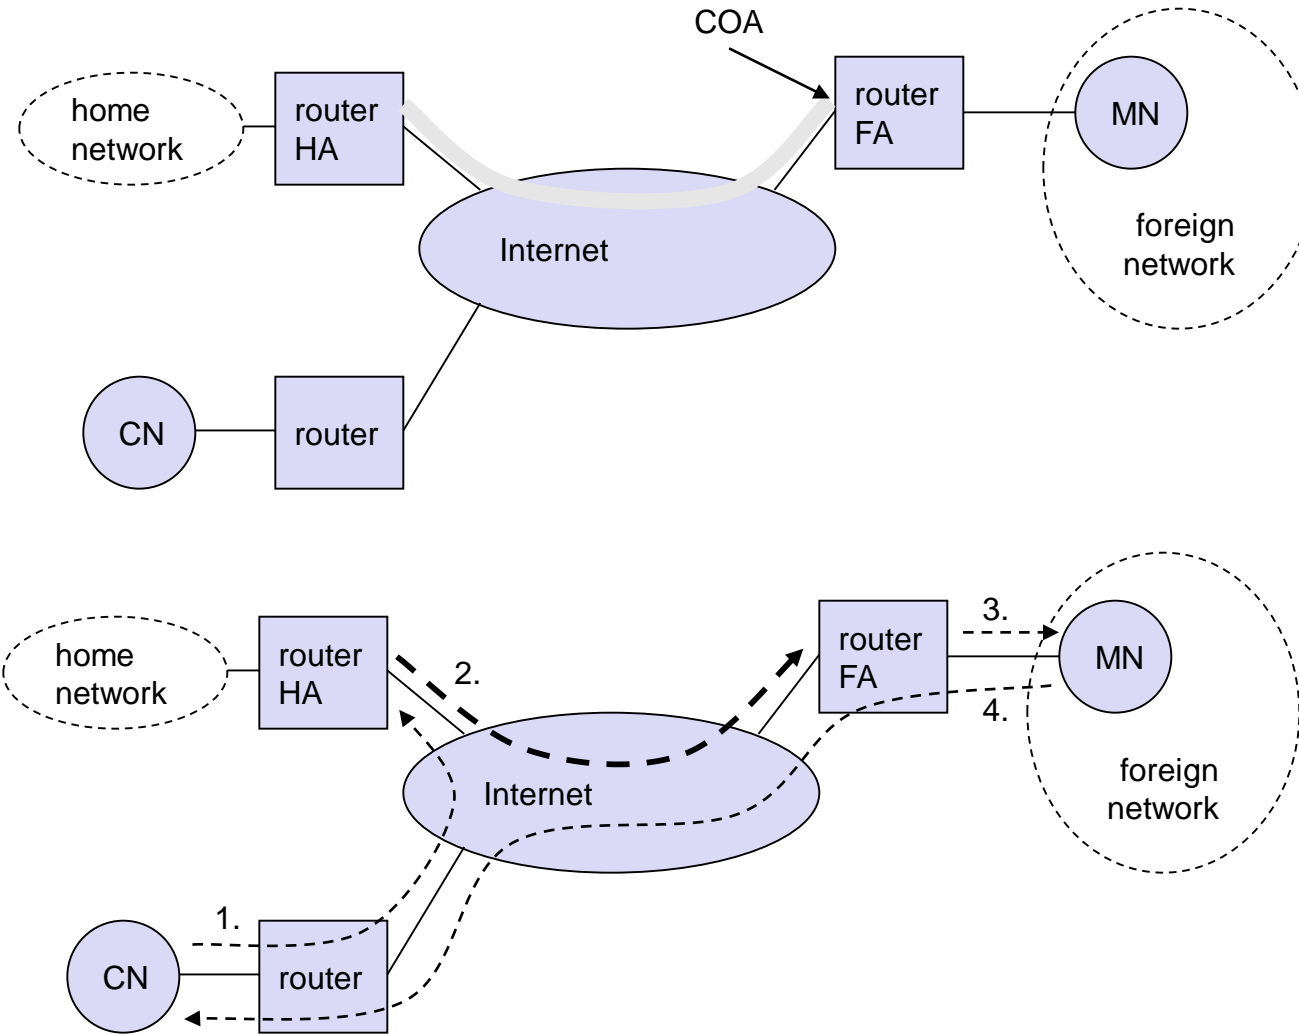 COA
home
network
router
HA
router
FA
MN
foreign
network
Internet
CN
router
home
network
router
HA
2.
router
FA
3.
MN
4.
foreign
network
Internet
1.
CN
router